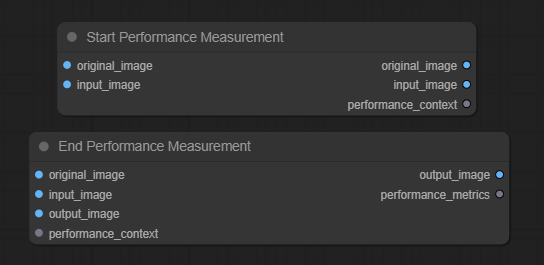 Start Performance Measurement
original_image original_image
input_image input_image
performance_context
End Performance Measurement
original_image output_image
input_image performance_metrics
output_image
performance_context